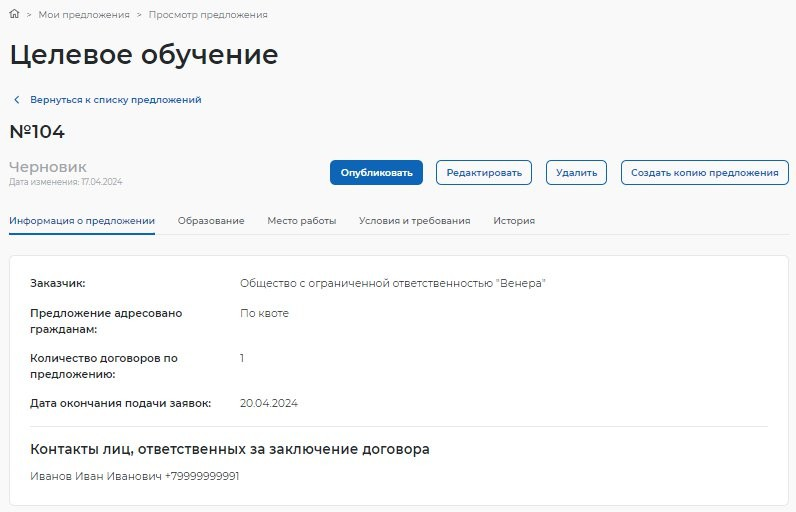 > Мои предложения > Просмотр предложения
Целевое обучение
Вернуться к списку предложений
№104
Черновик
Дата изменения: 17.04.2024
Опубликовать Редактировать Удалить Создать копию предложения
Информация о предложении Образование Место работы Условия и требования История
Заказчик: Общество с ограниченной ответственностью "Венера"
Предложение адресовано По квоте
гражданам:
Количество договоров по 1
предложению:
Дата окончания подачи заявок: 20.04.2024
Контакты лиц, ответственных за заключение договора
Иванов Иван Иванович +79999999991